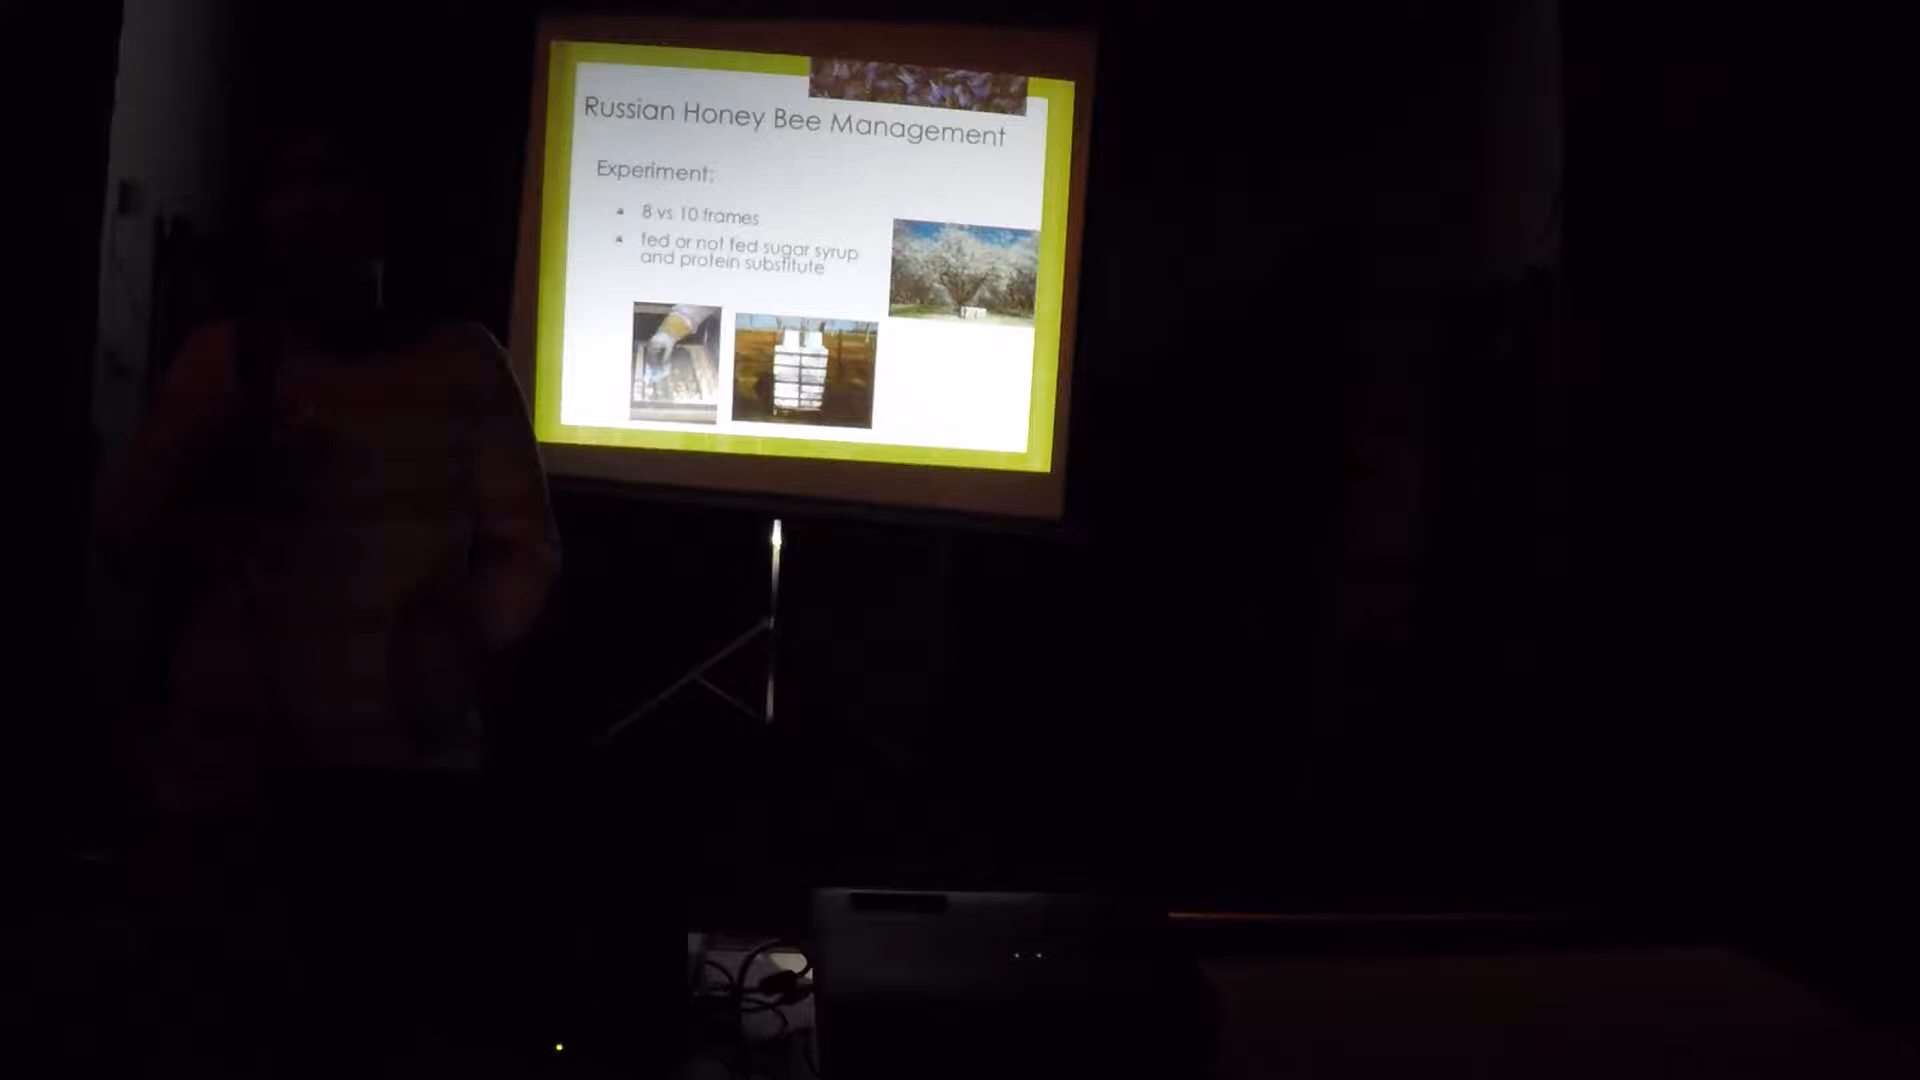 Russian Honey Bee Management
Experiment:
8 vs 10 frames
fed or not fed sugar syrup
and protein substitute